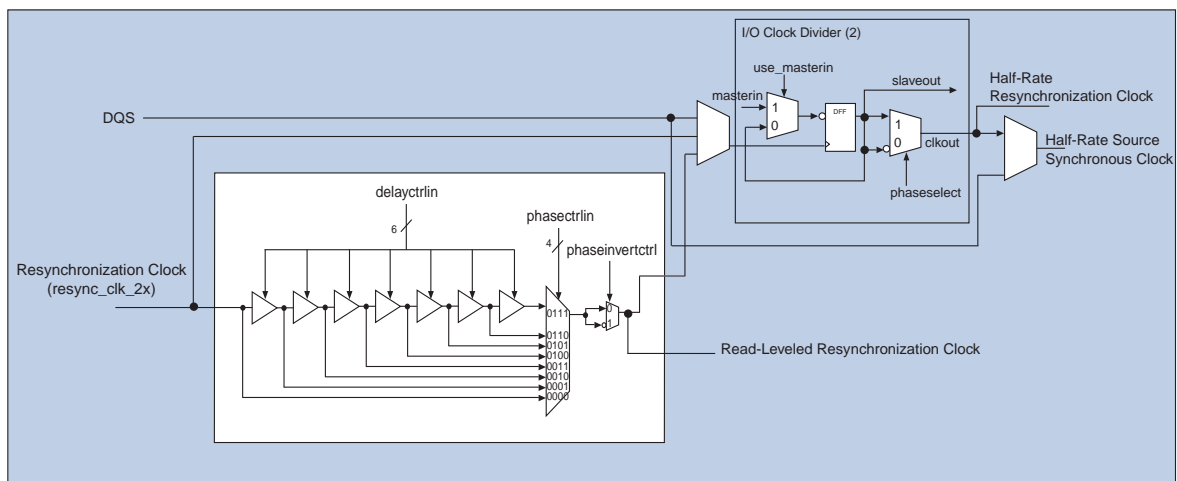 I/O Clock Divider (2)
use_masterin
masterin
slaveout
Half-Rate
Resynchronization Clock
DQS
1
0
DFF
1
0
clkout
Half-Rate Source
Synchronous Clock
phaseselect
delayctrlin
6
phasectrlin
4
phaseinvertctrl
Resynchronization Clock
(resync_clk_2x)
0111
0110
0101
0100
0011
0010
0001
0000
0
1
Read-Leveled Resynchronization Clock